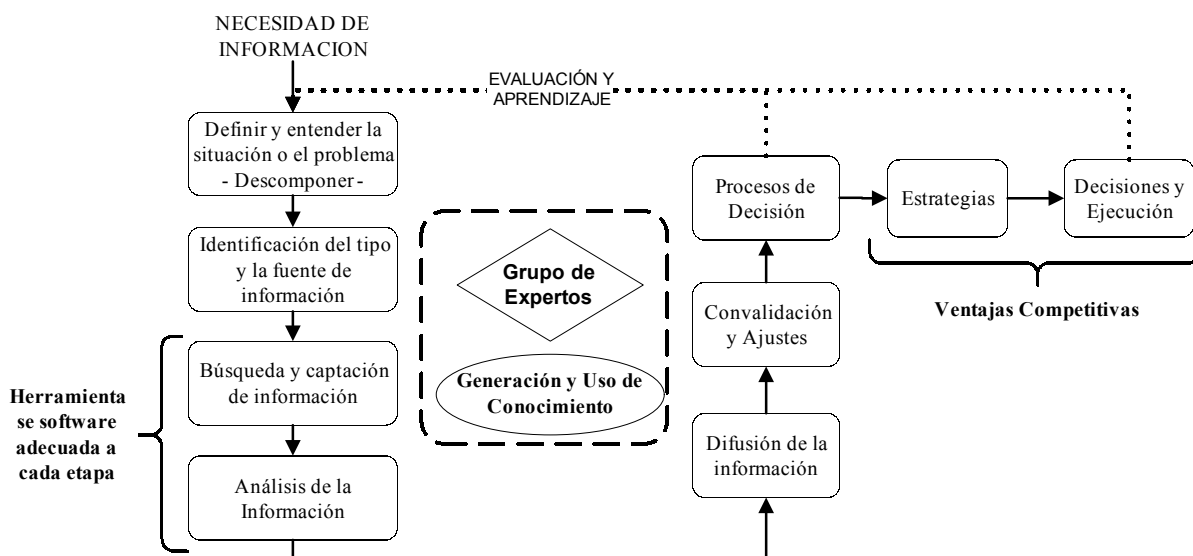 NECESIDAD DE
INFORMACION
EVALUACIÓN Y
APRENDIZAJE
Definir y entender la
situación o el problema
- Descomponer -
Identificación del tipo
y la fuente de
información
Búsqueda y captación
de información
Análisis de la
Información
Herramienta
se software
adecuada a
cada etapa
Grupo de
Expertos
Generación y Uso de
Conocimiento
Difusión de la
información
Convalidación
y Ajustes
Procesos de
Decisión
Estrategias
Decisiones y
Ejecución
Ventajas Competitivas